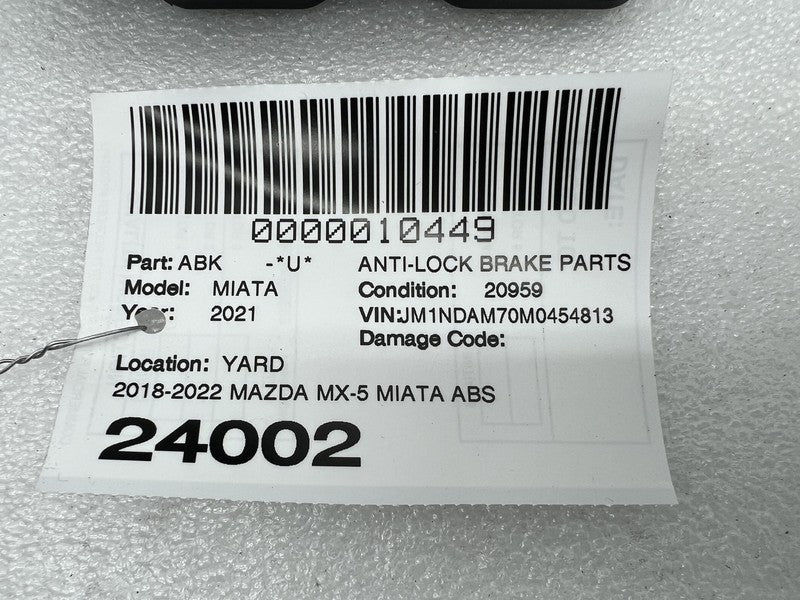 0000010449
Part: ABK -*U* ANTI-LOCK BRAKE PARTS
Model: MIATA Condition: 20959
Year: 2021 VIN:JM1NDAM70M0454813
Damage Code:
Location: YARD
2018-2022 MAZDA MX-5 MIATA ABS
24002
DATE: